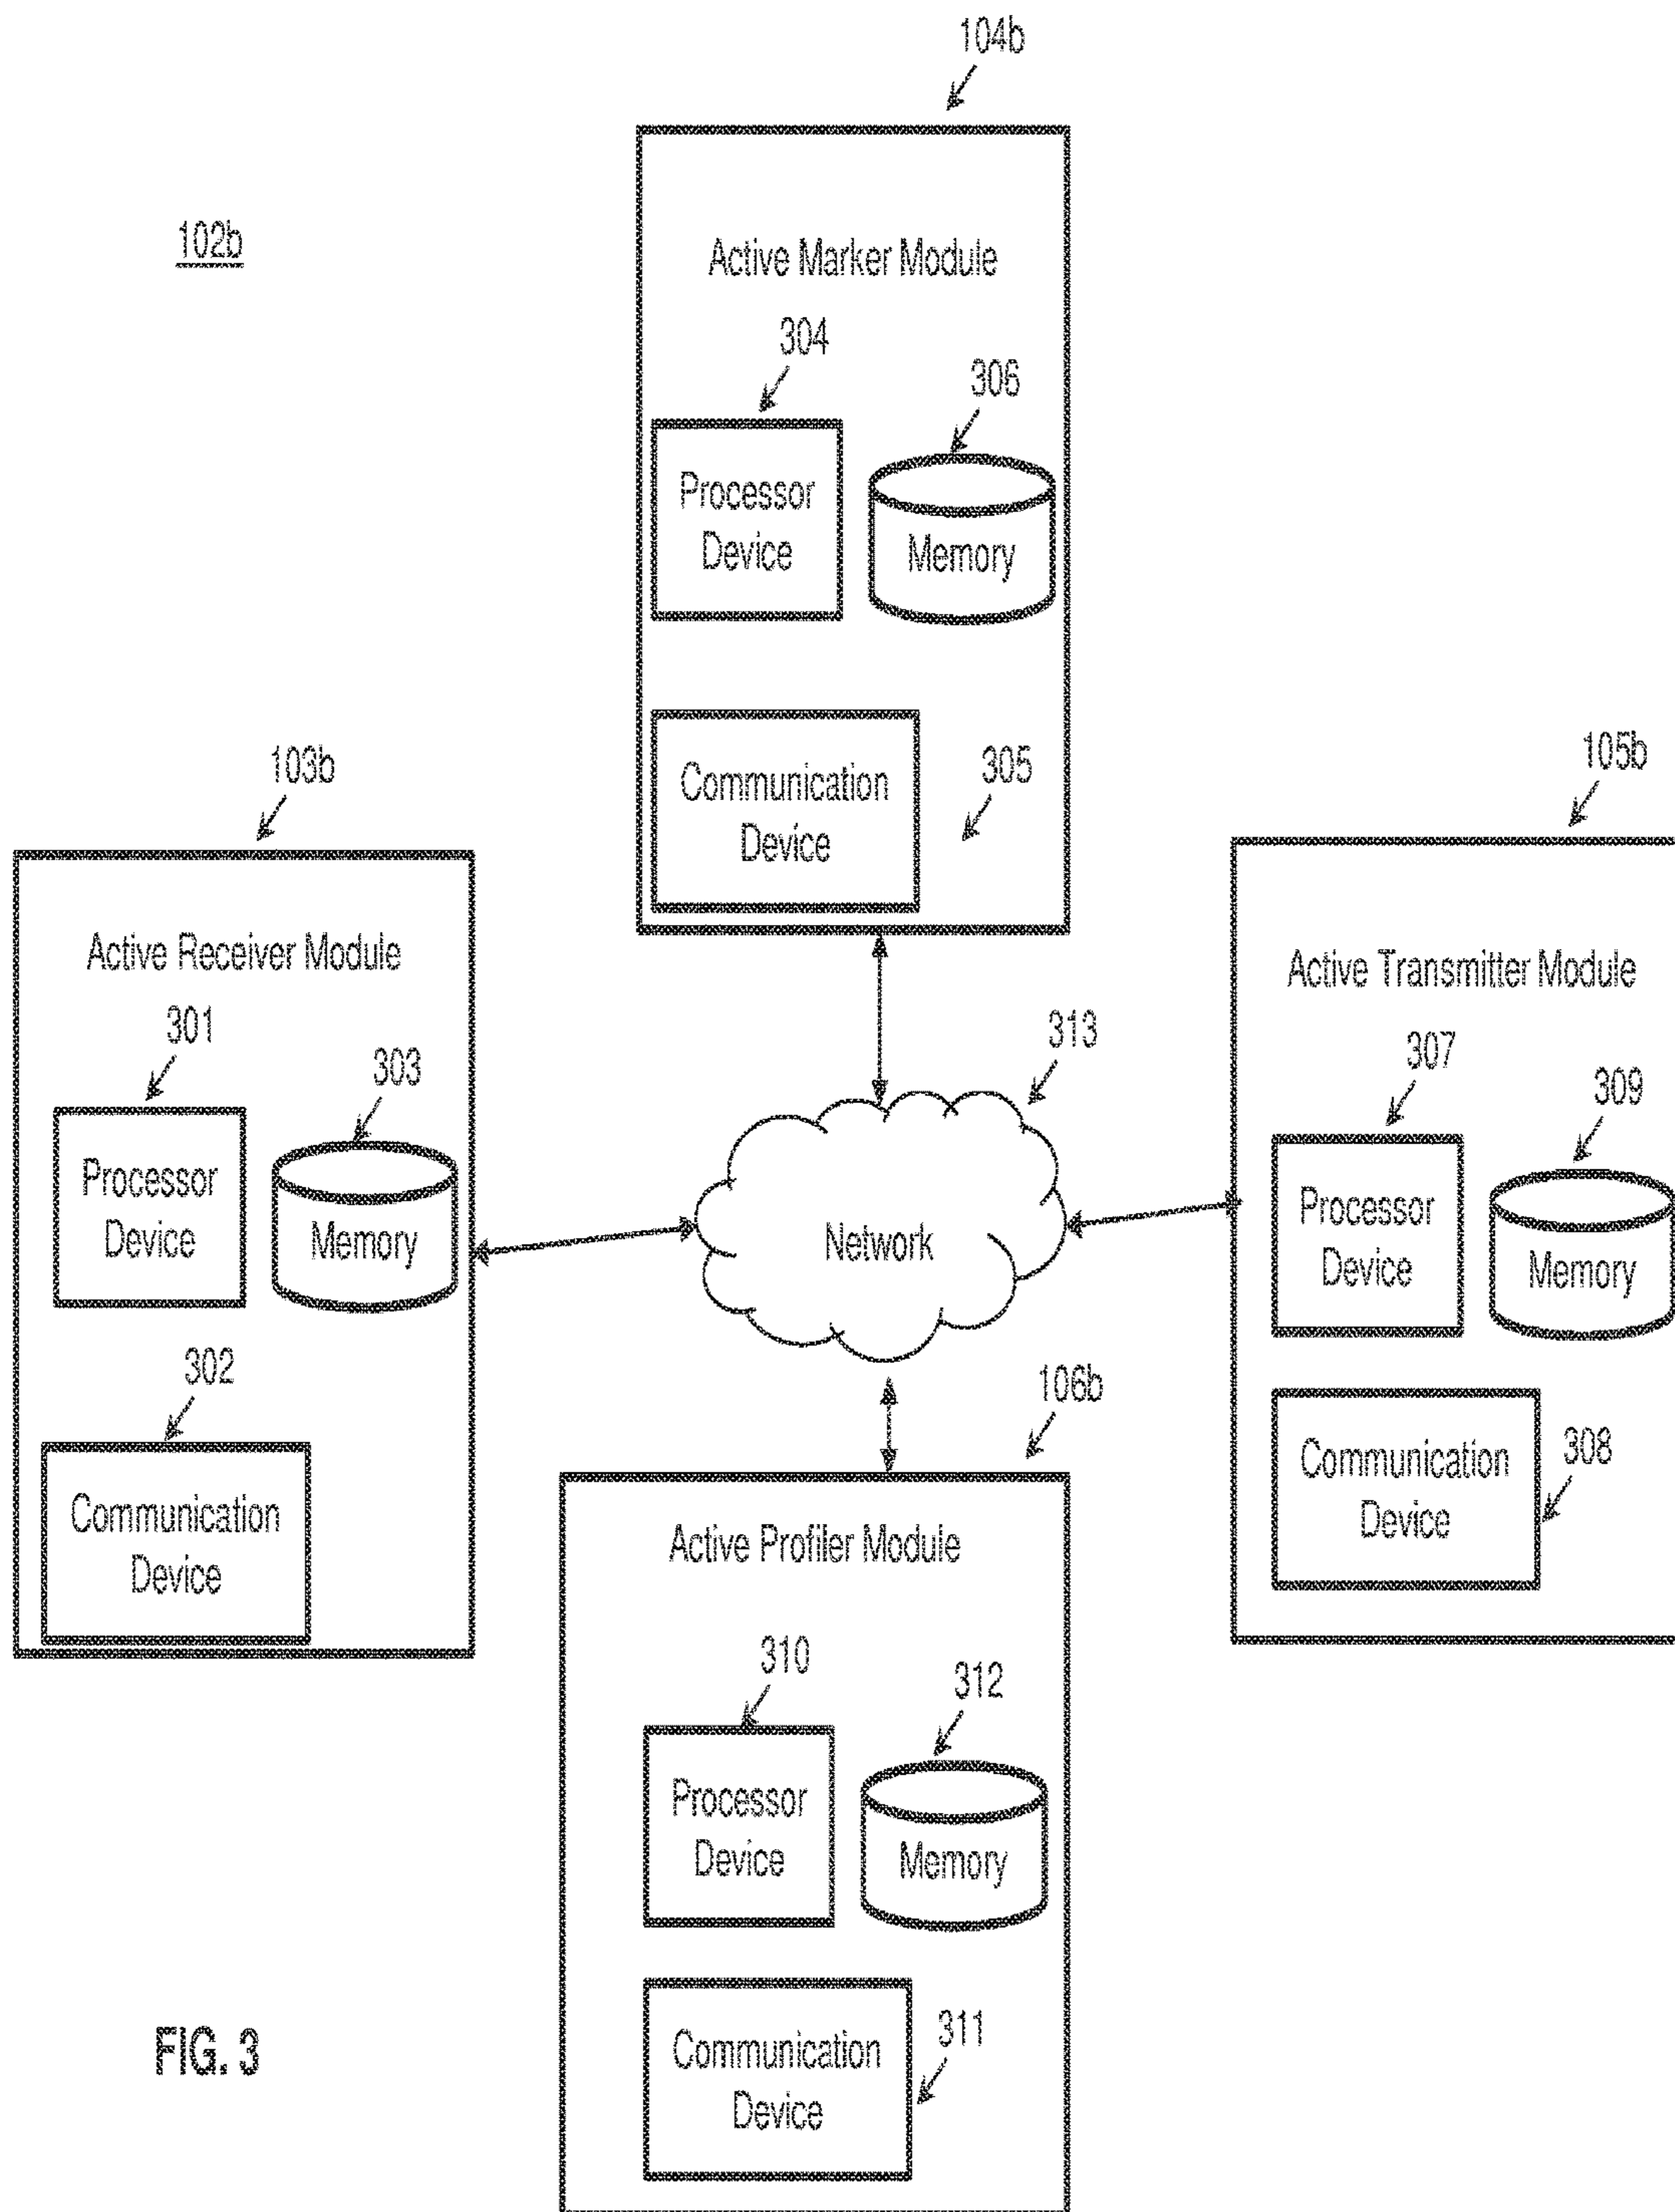 104b
102b
Active Marker Module
304
306
Processor
Device
Memory
Communication
Device
305
103b
105b
Active Receiver Module
301
303
Processor
Device
Memory
302
Communication
Device
313
Network
Active Transmitter Module
307
309
Processor
Device
Memory
Communication
Device
308
106b
Active Profiler Module
310
312
Processor
Device
Memory
Communication
Device
311
FIG. 3